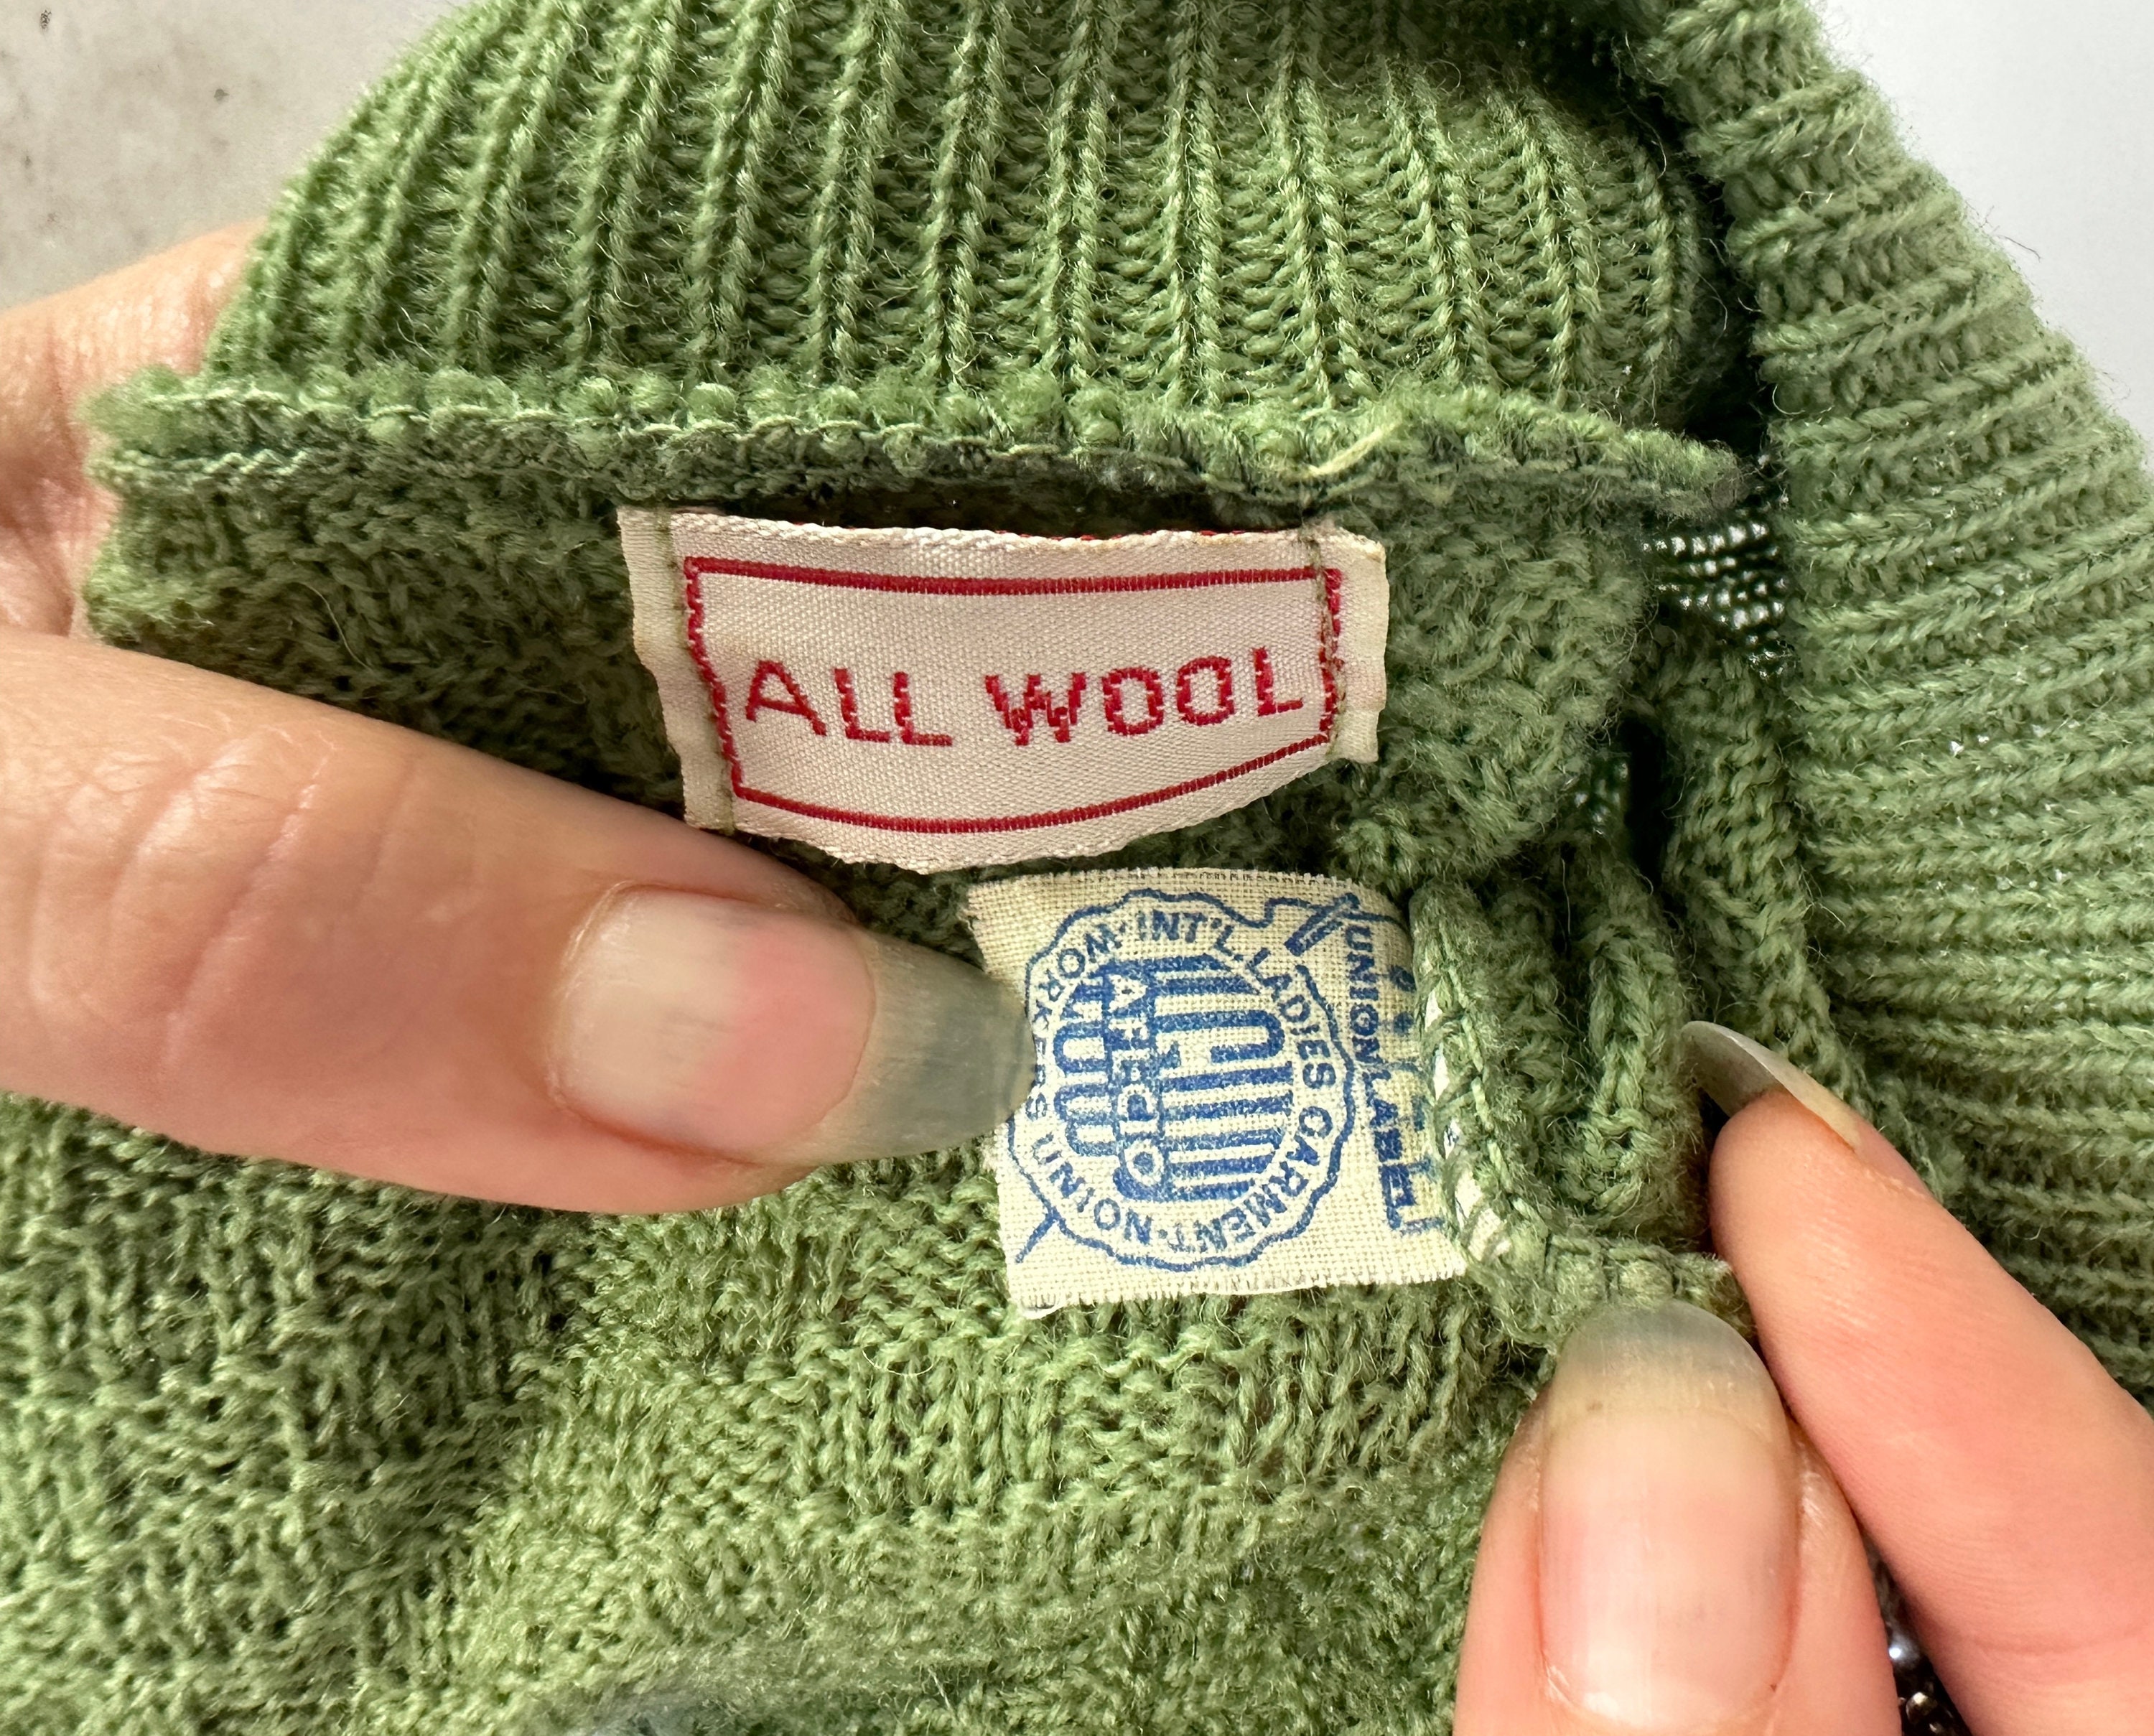 ALL WOOL
INT'L LADIES GARMENT WORKERS UNION
AFL CIO
UNION LABEL